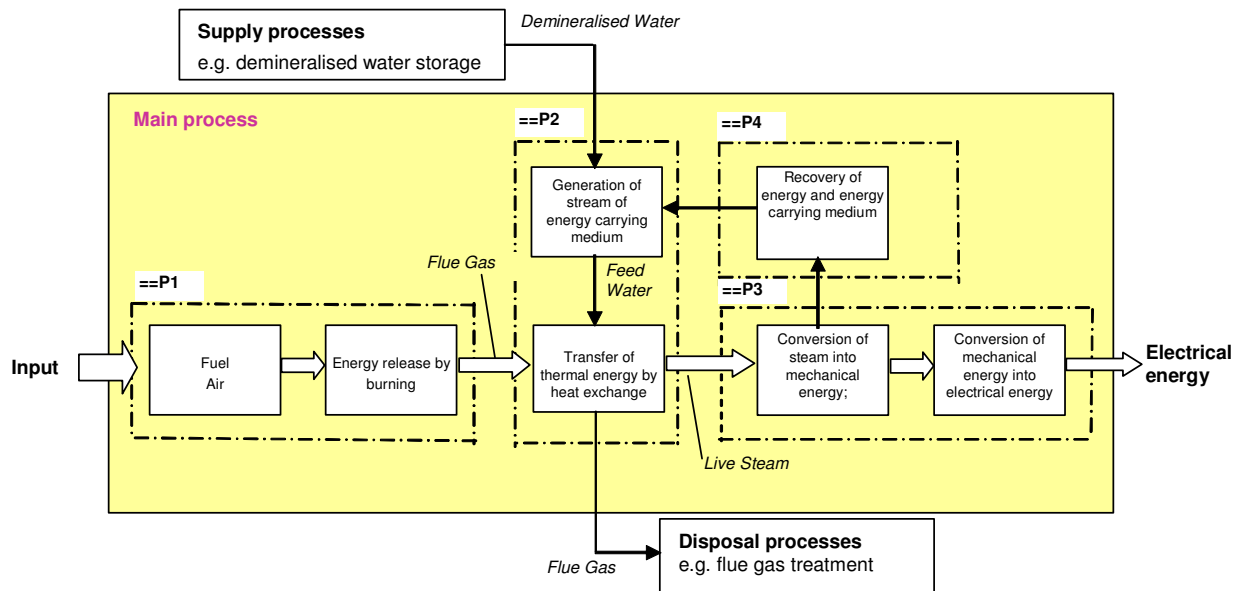 Demineralised Water
Supply processes
e.g. demineralised water storage
Main process
==P2
==P4
Generation of
stream of
energy carrying
medium
Recovery of
energy and energy
carrying medium
Flue Gas
Feed
Water
==P1
==P3
Input
Fuel
Air
Energy release by
burning
Transfer of
thermal energy by
heat exchange
Conversion of
steam into
mechanical
energy;
Conversion of
mechanical
energy into
electrical energy
Electrical
energy
Live Steam
Disposal processes
e.g. flue gas treatment
Flue Gas